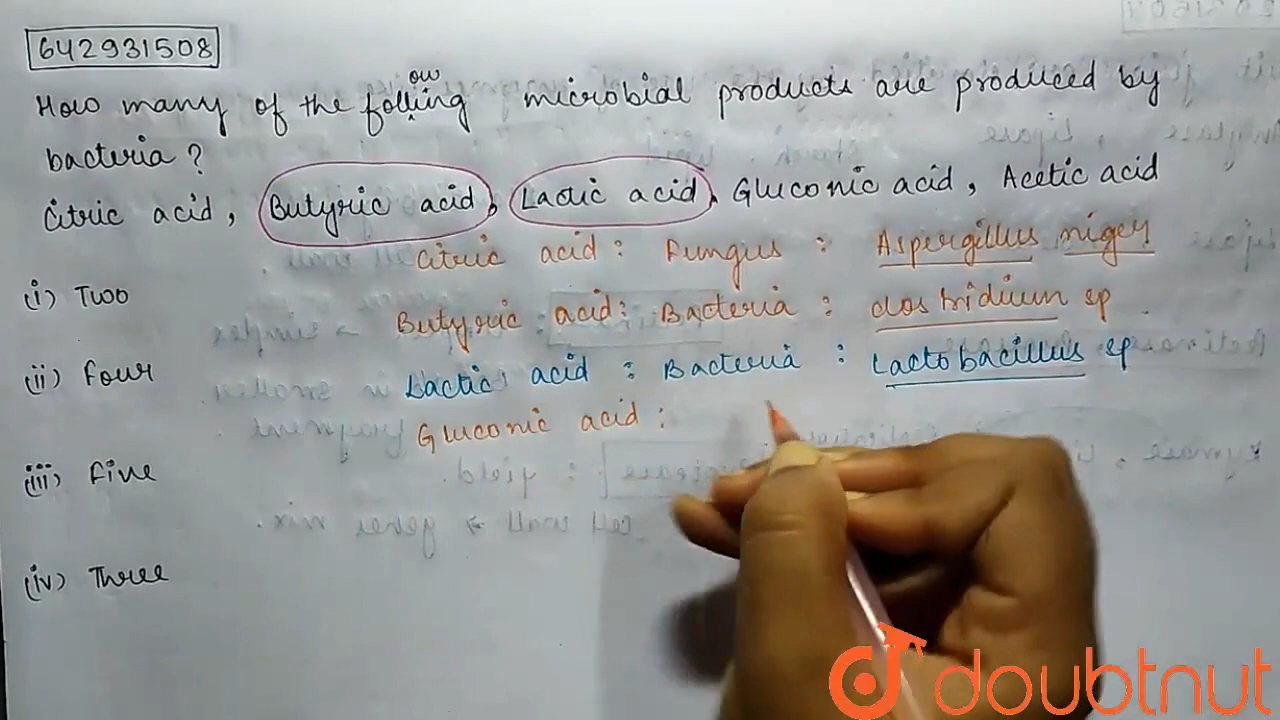 642931508
How many of the folling microbial products are produced by
ow
bacteria?
Citric acid, Butyric acid, Lactic acid, Gluconic acid, Acetic acid
Citric acid : Fungus : Aspergillus niger
(i) Two
Butyric acid : Bacteria : clostridium sp.
(ii) Four
Lactic acid : Bacteria : Lactobacillus sp
Gluconic acid :
(iii) Five
(iv) Three
doubtnut